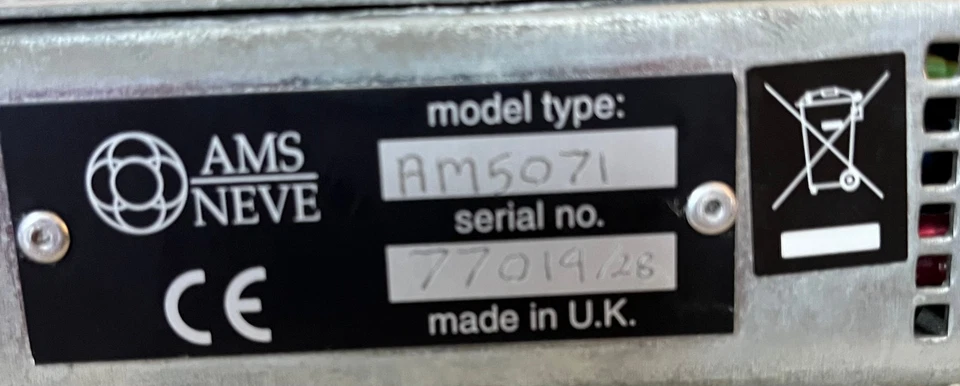 AMS
NEVE
CE
model type:
AM5071
serial no.
77019/28
made in U.K.